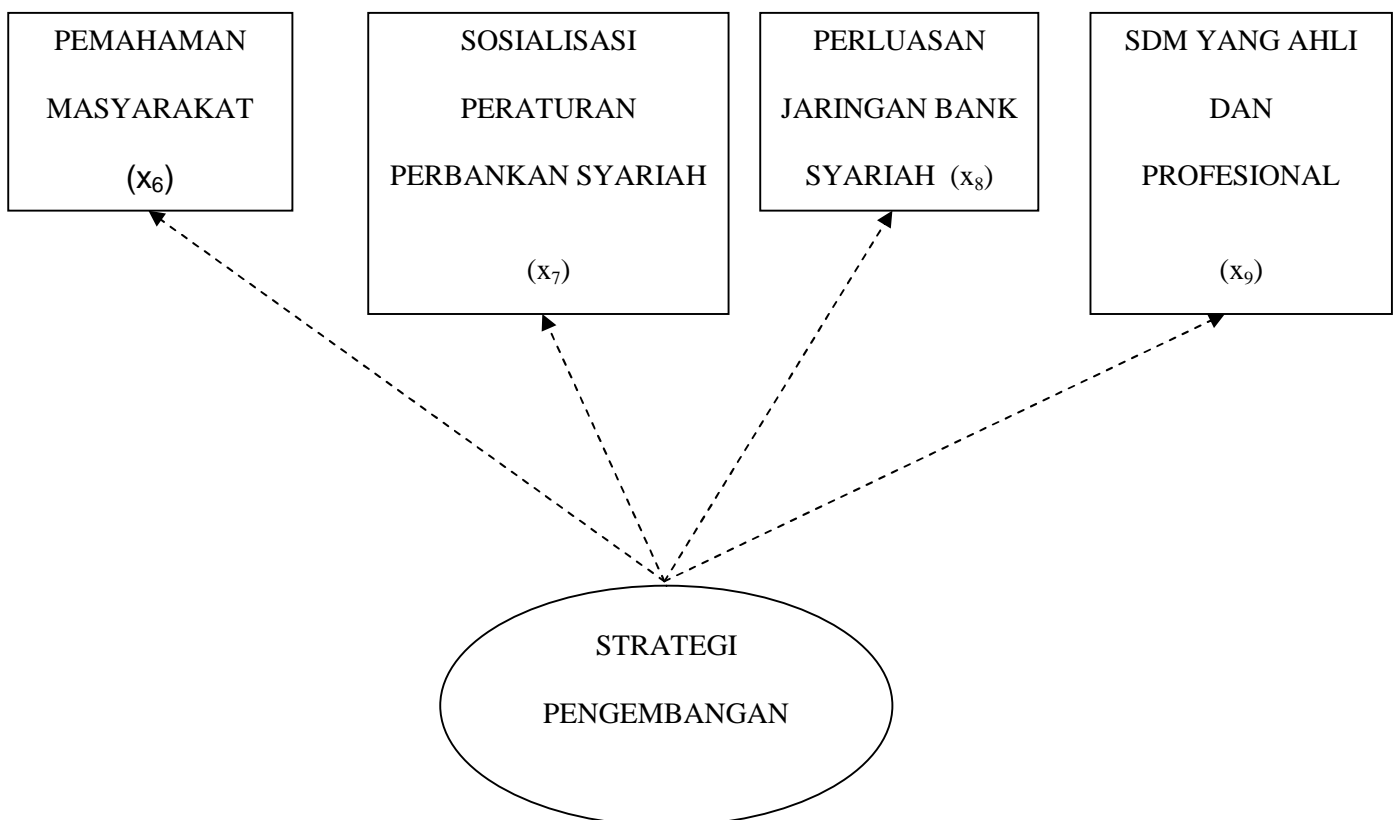 PEMAHAMAN
MASYARAKAT
(x₆)
SOSIALISASI
PERATURAN
PERBANKAN SYARIAH
(x₇)
PERLUASAN
JARINGAN BANK
SYARIAH (x₈)
SDM YANG AHLI
DAN
PROFESIONAL
(x₉)
STRATEGI
PENGEMBANGAN